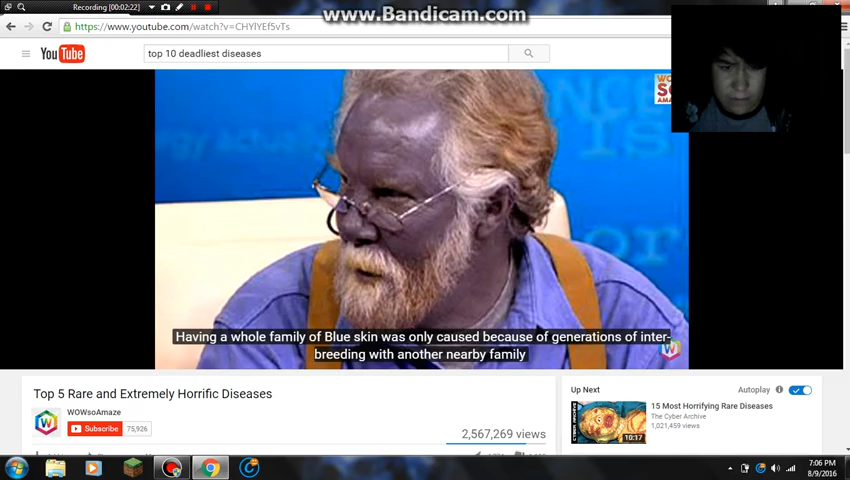 www.Bandicam.com
Recording [00:02:22]
https://www.youtube.com/watch?v=CHYlYEf5vTs
YouTube
top 10 deadliest diseases
Having a whole family of Blue skin was only caused because of generations of inter-
breeding with another nearby family
Top 5 Rare and Extremely Horrific Diseases
WOWsoAmaze
Subscribe
75,926
2,567,269 views
Up Next
Autoplay
15 Most Horrifying Rare Diseases
The Cyber Archive
1,021,459 views
10:17
7:06 PM
8/9/2016